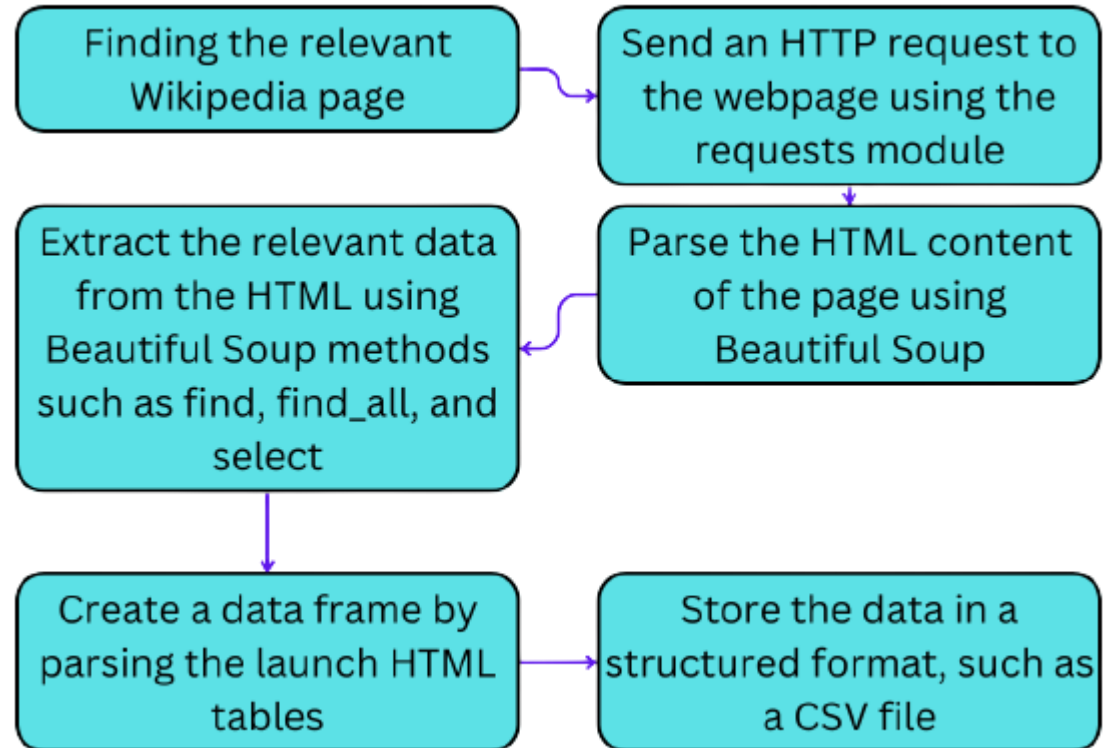 Finding the relevant
Wikipedia page
Send an HTTP request to
the webpage using the
requests module
Parse the HTML content
of the page using
Beautiful Soup
Extract the relevant data
from the HTML using
Beautiful Soup methods
such as find, find_all, and
select
Create a data frame by
parsing the launch HTML
tables
Store the data in a
structured format, such as
a CSV file